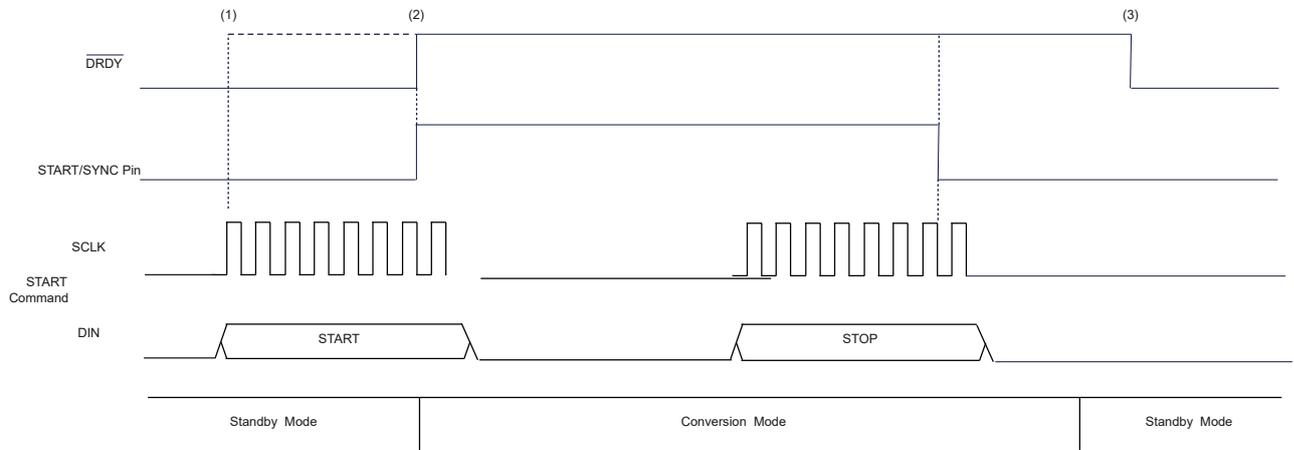 (1)
(2)
(3)
DRDY
START/SYNC Pin
SCLK
START
Command
DIN
START
STOP
Standby Mode
Conversion Mode
Standby Mode